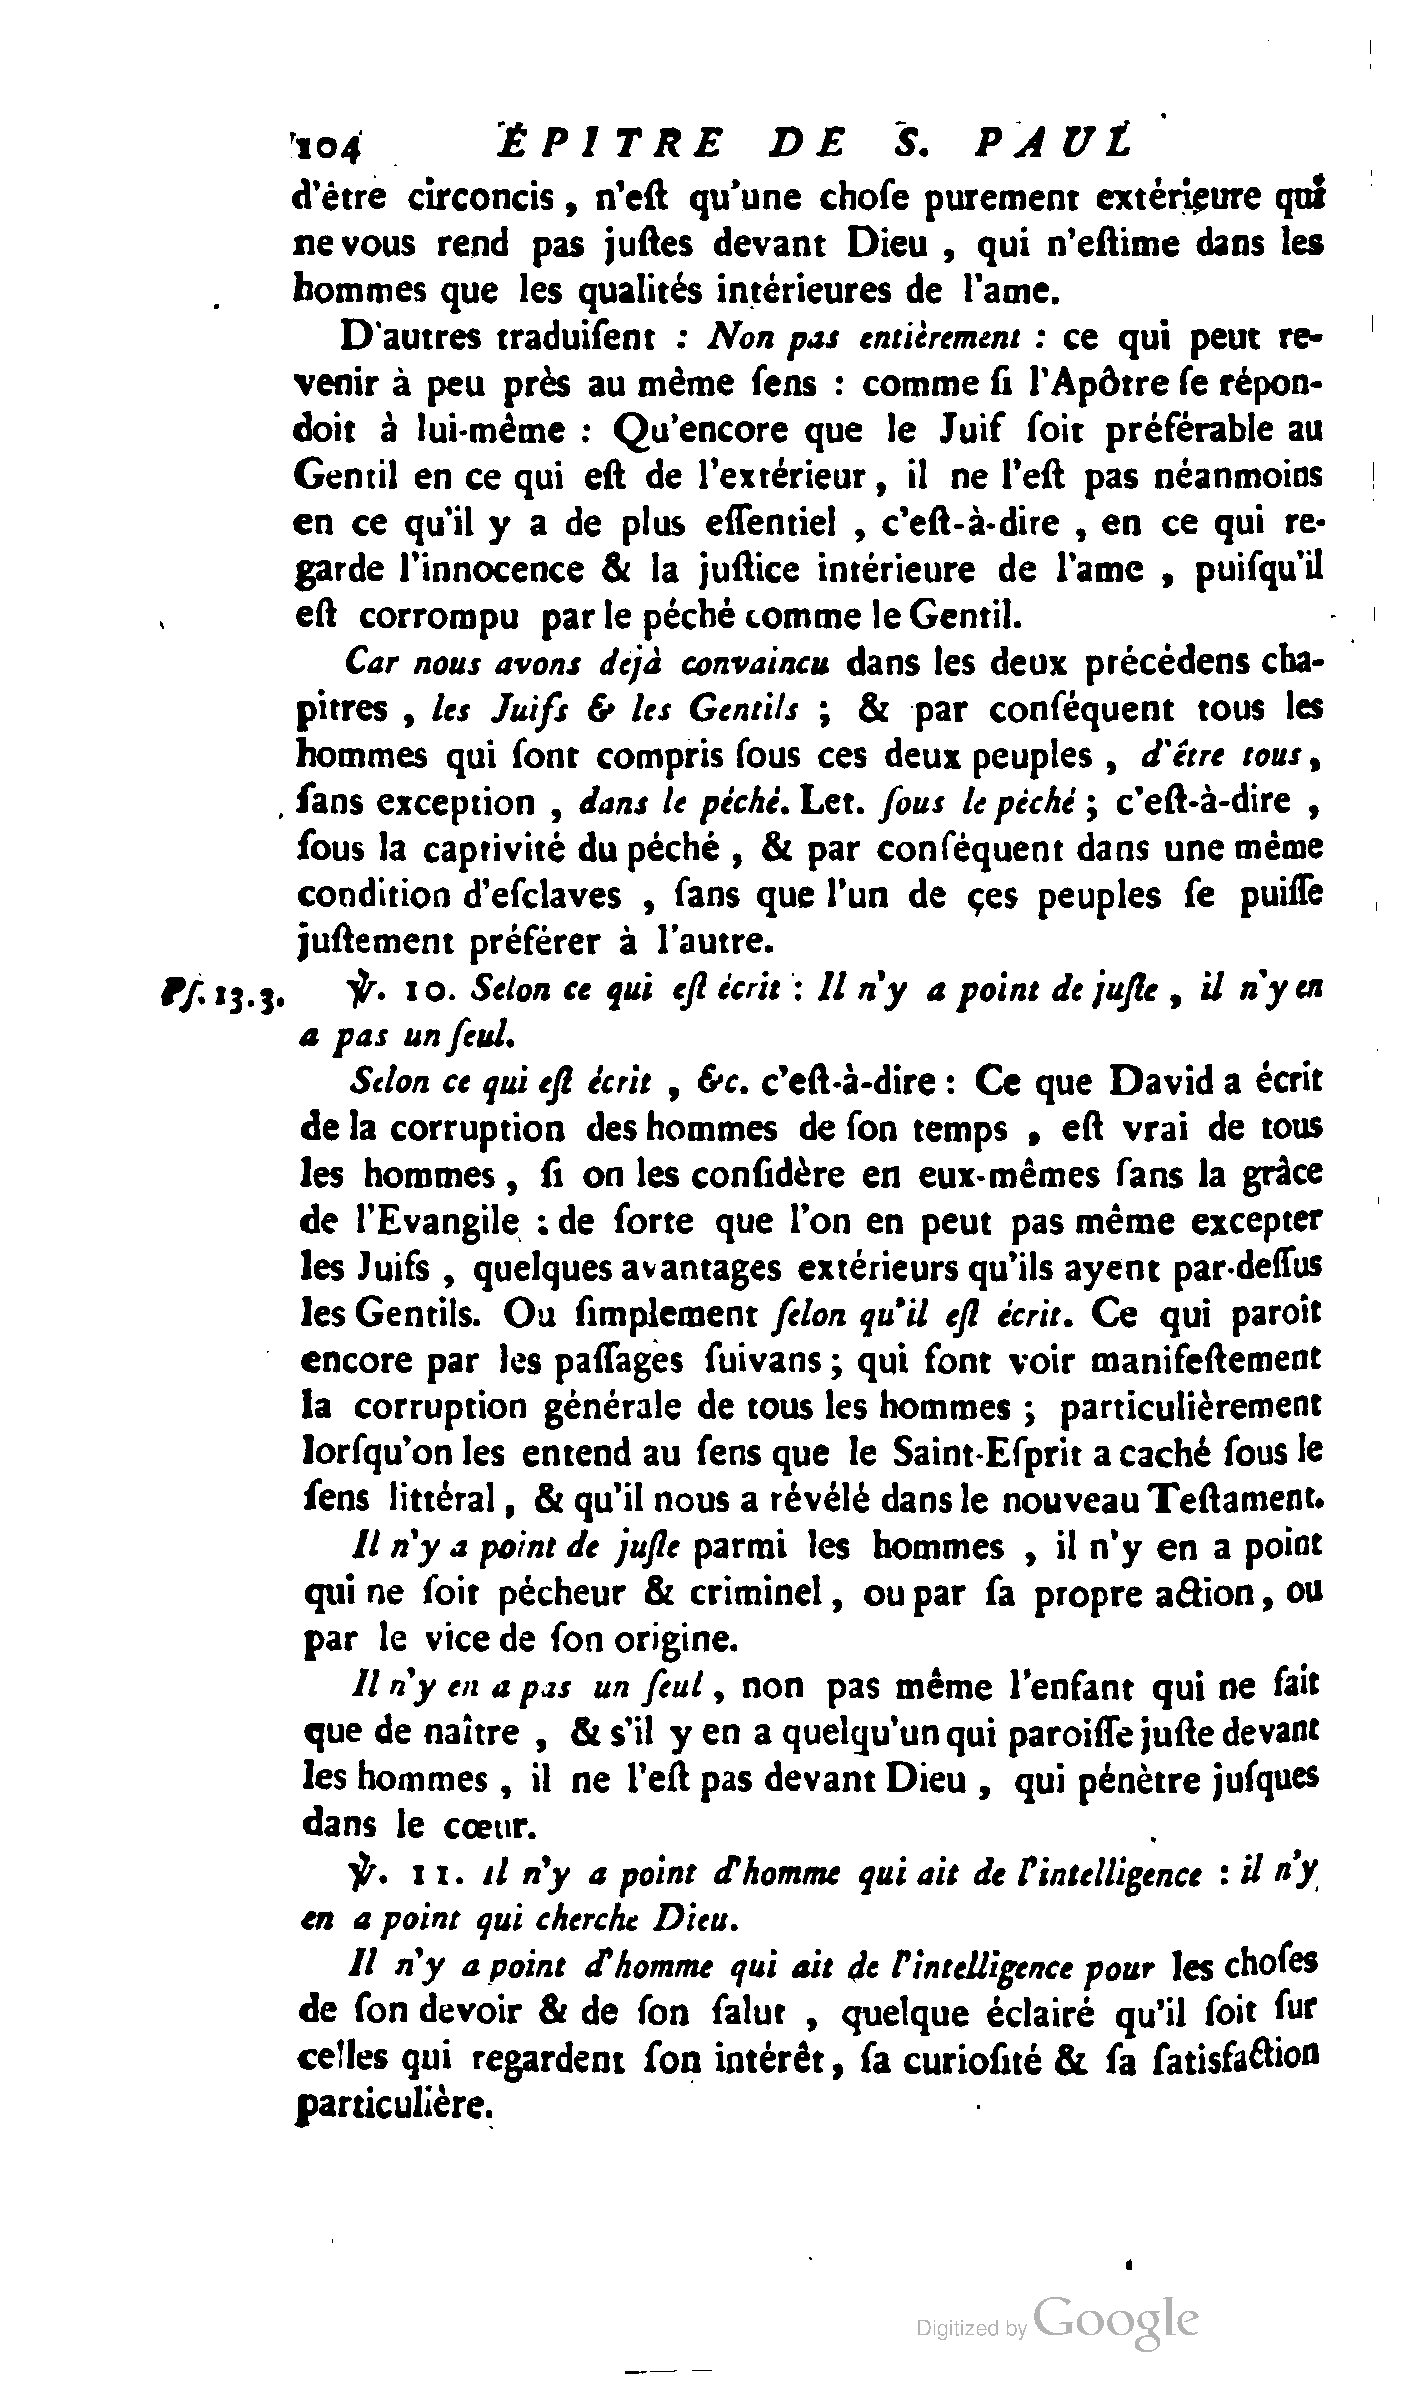 104 ÉPITRE DE S. PAUL
d'être circoncis, n'eſt qu'une choſe purement extérieure qui
ne vous rend pas juſtes devant Dieu, qui n'eſtime dans les
hommes que les qualités intérieures de l'ame.
D'autres traduiſent : Non pas entièrement : ce qui peut re-
venir à peu près au même ſens : comme ſi l'Apôtre ſe répon-
doit à lui-même : Qu'encore que le Juif ſoit préférable au
Gentil en ce qui eſt de l'extérieur, il ne l'eſt pas néanmoins
en ce qu'il y a de plus eſſentiel, c'eſt-à-dire, en ce qui re-
garde l'innocence & la juſtice intérieure de l'ame, puiſqu'il
eſt corrompu par le péché comme le Gentil.
Car nous avons dejà convaincu dans les deux précédens cha-
pitres, les Juifs & les Gentils ; & par conſéquent tous les
hommes qui ſont compris ſous ces deux peuples, d'être tous,
ſans exception, dans le péché. Let. ſous le péché ; c'eſt-à-dire,
ſous la captivité du péché, & par conſéquent dans une même
condition d'eſclaves, ſans que l'un de çes peuples ſe puiſſe
juſtement préférer à l'autre.
Pſ. 13.3. ℣. 10. Selon ce qui eſt écrit : Il n'y a point de juſte, il n'y en
a pas un ſeul.
Selon ce qui eſt écrit, &c. c'eſt-à-dire : Ce que David a écrit
de la corruption des hommes de ſon temps, eſt vrai de tous
les hommes, ſi on les conſidère en eux-mêmes ſans la grâce
de l'Evangile : de ſorte que l'on en peut pas même excepter
les Juifs, quelques avantages extérieurs qu'ils ayent par-deſſus
les Gentils. Ou ſimplement ſelon qu'il eſt écrit. Ce qui paroît
encore par les paſſages ſuivans ; qui font voir manifeſtement
la corruption générale de tous les hommes ; particulièrement
lorſqu'on les entend au ſens que le Saint-Eſprit a caché ſous le
ſens littéral, & qu'il nous a révélé dans le nouveau Teſtament.
Il n'y a point de juſte parmi les hommes, il n'y en a point
qui ne ſoit pécheur & criminel, ou par ſa propre action, ou
par le vice de ſon origine.
Il n'y en a pas un ſeul, non pas même l'enfant qui ne fait
que de naître, & s'il y en a quelqu'un qui paroiſſe juſte devant
les hommes, il ne l'eſt pas devant Dieu, qui pénètre juſques
dans le cœur.
℣. 11. Il n'y a point d'homme qui ait de l'intelligence : il n'y
en a point qui cherche Dieu.
Il n'y a point d'homme qui ait de l'intelligence pour les choſes
de ſon devoir & de ſon ſalut, quelque éclairé qu'il ſoit ſur
celles qui regardent ſon intérêt, ſa curioſité & ſa ſatisfaction
particulière.
Digitized by Google